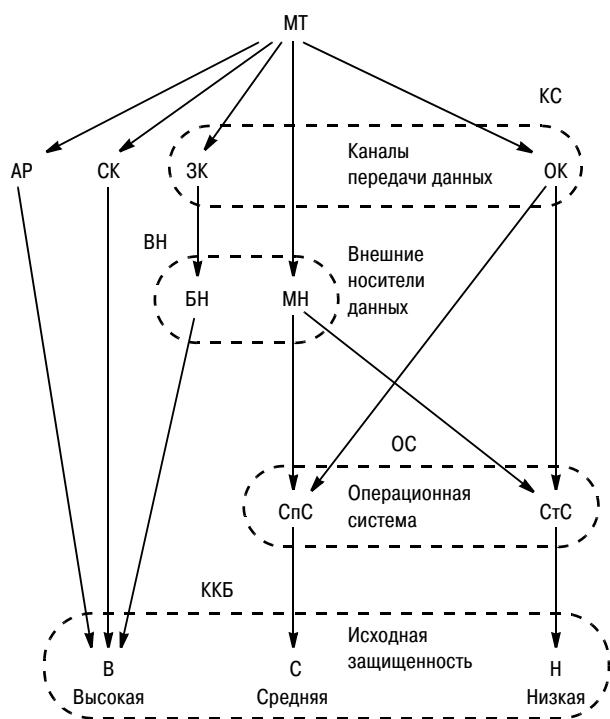 МТ
КС
Каналы
передачи данных
АР
СК
ЗК
ОК
ВН
Внешние
носители
данных
БН
МН
ОС
Операционная
система
СпС
СтС
ККБ
Исходная
защищенность
В
С
Н
Высокая
Средняя
Низкая